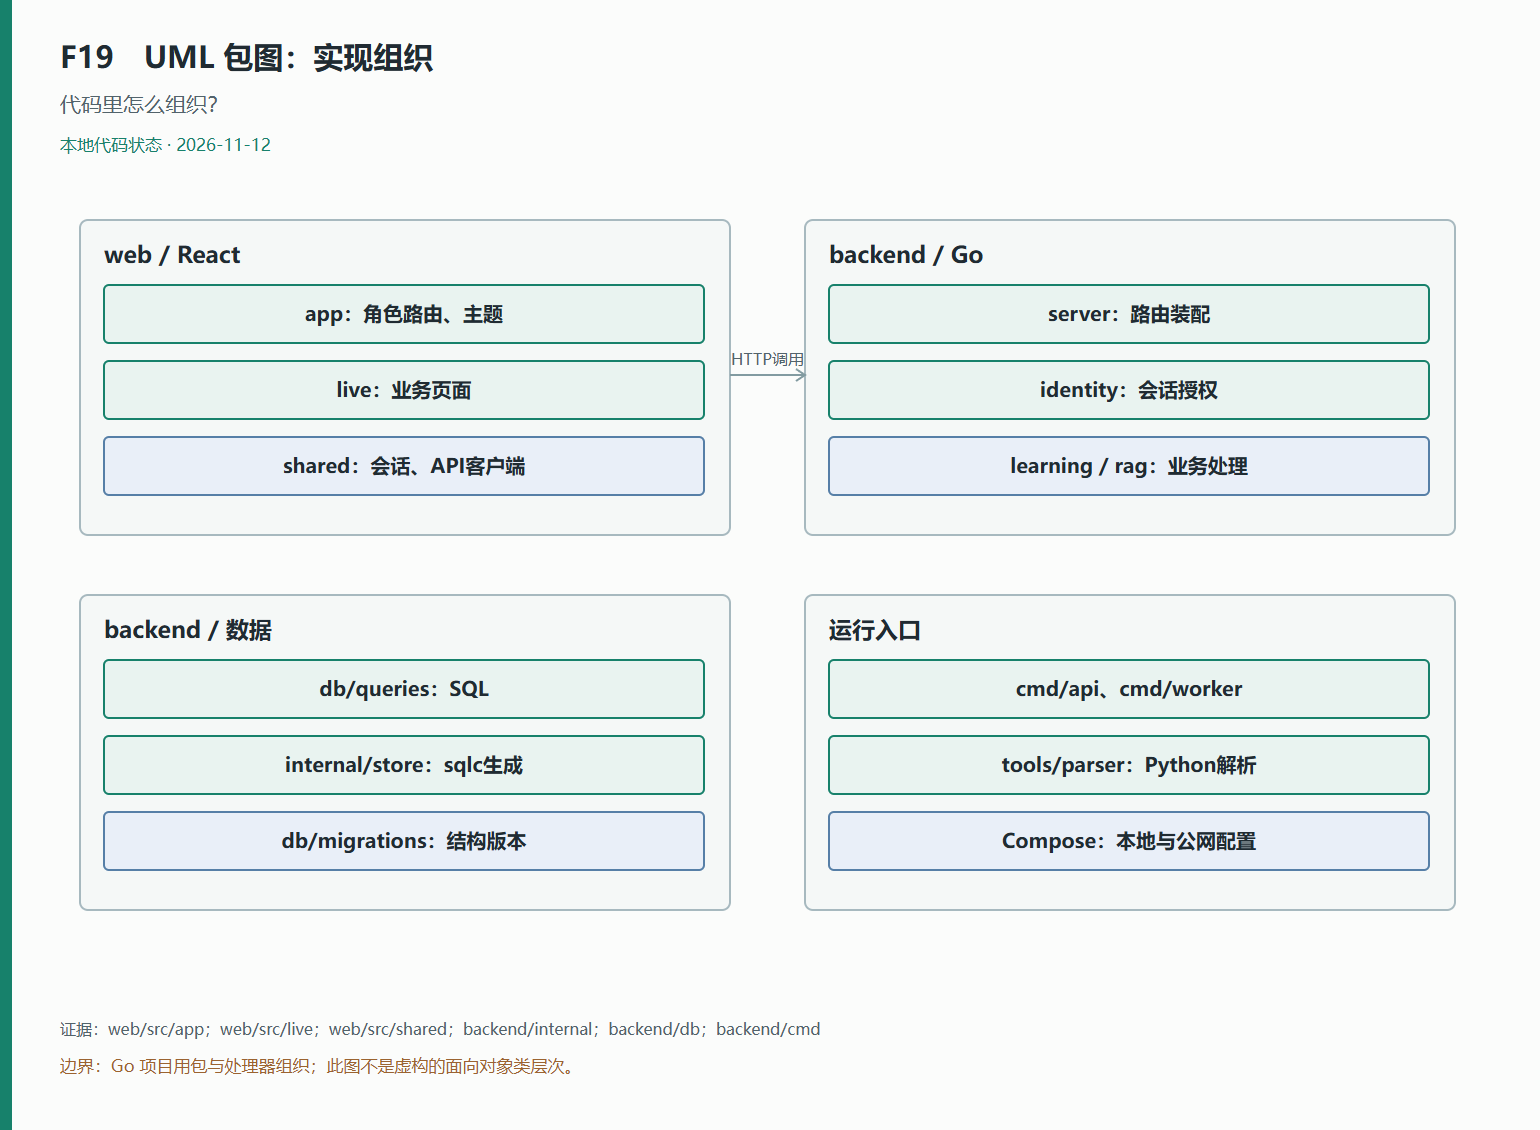 F19 UML 包图：实现组织
代码里怎么组织？
本地代码状态 · 2026-11-12
web / React
app：角色路由、主题
live：业务页面
shared：会话、API客户端
HTTP调用
backend / Go
server：路由装配
identity：会话授权
learning / rag：业务处理
backend / 数据
db/queries：SQL
internal/store：sqlc生成
db/migrations：结构版本
运行入口
cmd/api、cmd/worker
tools/parser：Python解析
Compose：本地与公网配置
证据：web/src/app；web/src/live；web/src/shared；backend/internal；backend/db；backend/cmd
边界：Go 项目用包与处理器组织；此图不是虚构的面向对象类层次。